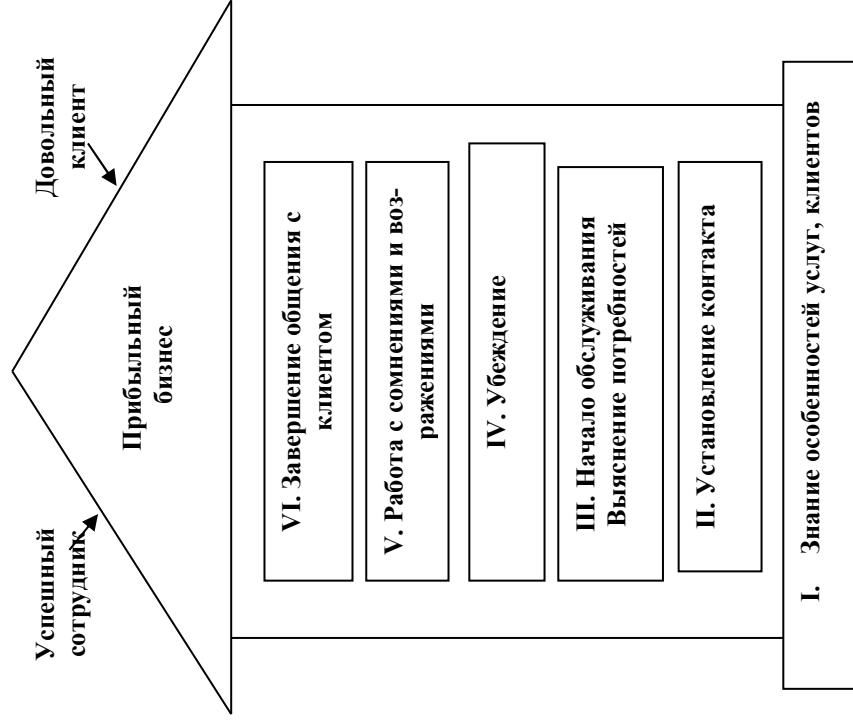 Успешный
сотрудник
Довольный
клиент
Прибыльный
бизнес
VI. Завершение общения с
клиентом
V. Работа с сомнениями и воз-
ражениями
IV. Убеждение
III. Начало обслуживания
Выяснение потребностей
II. Установление контакта
I. Знание особенностей услуг, клиентов